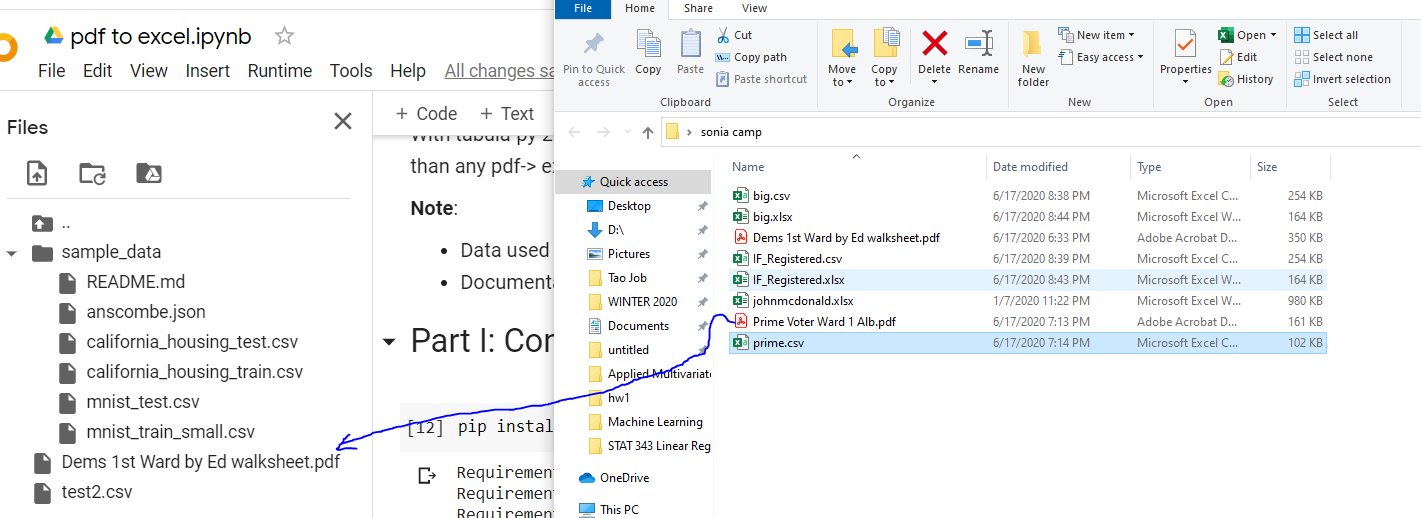 pdf to excel.ipynb
File Edit View Insert Runtime Tools Help All changes sa
Files
..
sample_data
README.md
anscombe.json
california_housing_test.csv
california_housing_train.csv
mnist_test.csv
mnist_train_small.csv
Dems 1st Ward by Ed walksheet.pdf
test2.csv
+ Code + Text
than any pdf-> e
Note:
Data used
Documenta
Part I: Con
[12] pip instal
Requiremen
Requiremen
Requiremen
File Home Share View
Pin to Quick access
Copy
Paste
Cut
Copy path
Paste shortcut
Clipboard
Move to
Copy to
Delete
Rename
Organize
New folder
New item
Easy access
New
Properties
Open
Edit
History
Open
Select all
Select none
Invert selection
Select
sonia camp
Quick access
Desktop
D:\
Pictures
Tao Job
WINTER 2020
Documents
untitled
Applied Multivariate
hw1
Machine Learning
STAT 343 Linear Reg
OneDrive
This PC
Name Date modified Type Size
big.csv 6/17/2020 8:38 PM Microsoft Excel C... 254 KB
big.xlsx 6/17/2020 8:44 PM Microsoft Excel W... 164 KB
Dems 1st Ward by Ed walksheet.pdf 6/17/2020 6:33 PM Adobe Acrobat D... 350 KB
IF_Registered.csv 6/17/2020 8:39 PM Microsoft Excel C... 254 KB
IF_Registered.xlsx 6/17/2020 8:43 PM Microsoft Excel W... 164 KB
johnmcdonald.xlsx 1/7/2020 11:22 PM Microsoft Excel W... 980 KB
Prime Voter Ward 1 Alb.pdf 6/17/2020 7:13 PM Adobe Acrobat D... 161 KB
prime.csv 6/17/2020 7:14 PM Microsoft Excel C... 102 KB